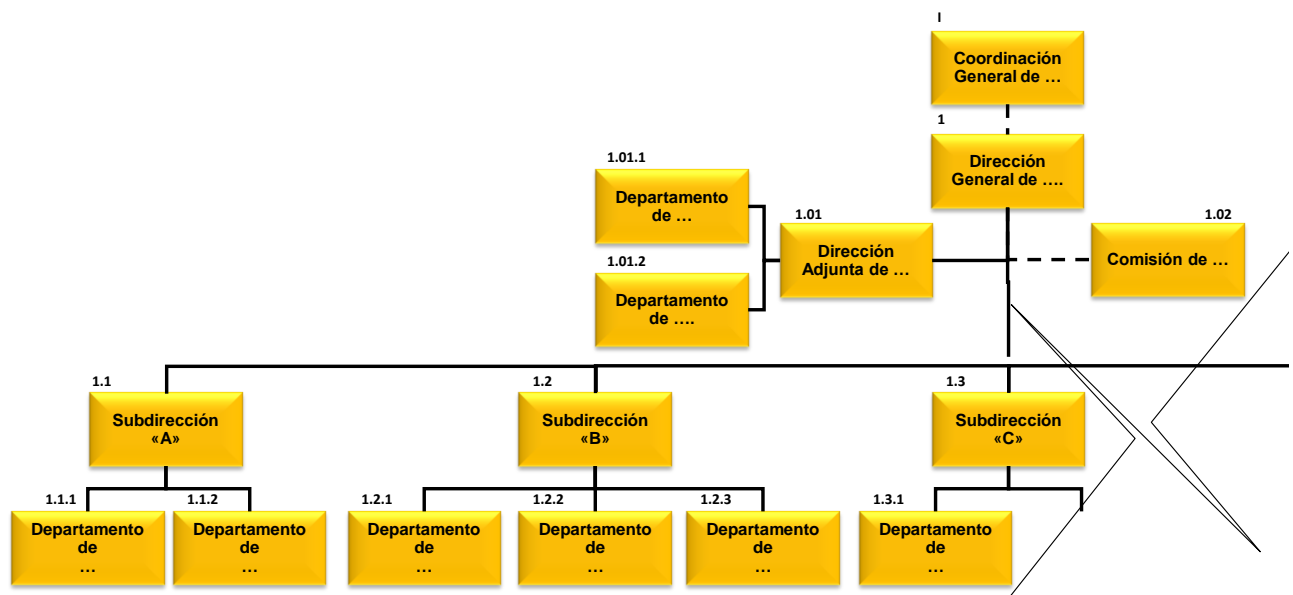 I
Coordinación
General de …
1
Dirección
General de ….
1.01.1
Departamento
de …
1.01
Dirección
Adjunta de …
1.02
Comisión de …
1.01.2
Departamento
de ….
1.1
Subdirección
«A»
1.2
Subdirección
«B»
1.3
Subdirección
«C»
1.1.1
Departamento
de
…
1.1.2
Departamento
de
…
1.2.1
Departamento
de
…
1.2.2
Departamento
de
…
1.2.3
Departamento
de
…
1.3.1
Departamento
de
…